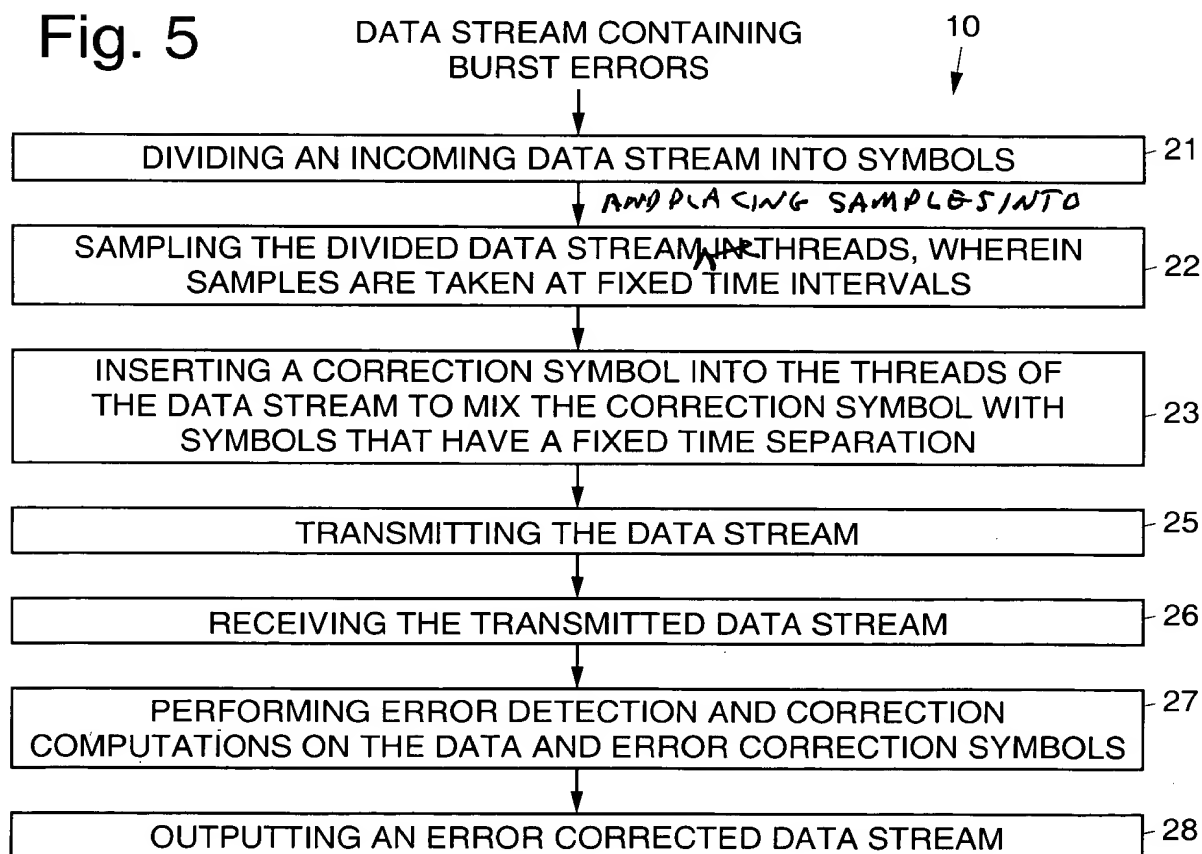 Fig. 5
DATA STREAM CONTAINING
BURST ERRORS
10
DIVIDING AN INCOMING DATA STREAM INTO SYMBOLS
21
AND PLACING SAMPLES INTO
SAMPLING THE DIVIDED DATA STREAM IN THREADS, WHEREIN
SAMPLES ARE TAKEN AT FIXED TIME INTERVALS
22
INSERTING A CORRECTION SYMBOL INTO THE THREADS OF
THE DATA STREAM TO MIX THE CORRECTION SYMBOL WITH
SYMBOLS THAT HAVE A FIXED TIME SEPARATION
23
TRANSMITTING THE DATA STREAM
25
RECEIVING THE TRANSMITTED DATA STREAM
26
PERFORMING ERROR DETECTION AND CORRECTION
COMPUTATIONS ON THE DATA AND ERROR CORRECTION SYMBOLS
27
OUTPUTTING AN ERROR CORRECTED DATA STREAM
28